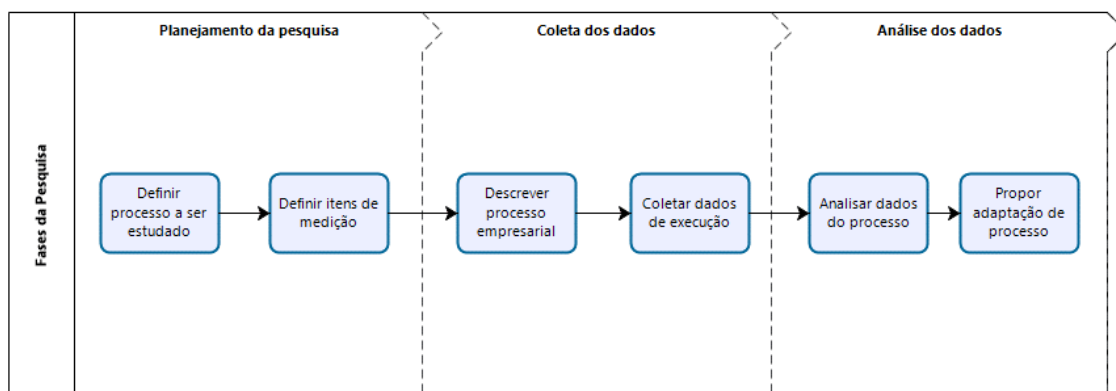 Planejamento da pesquisa
Coleta dos dados
Análise dos dados
Fases da Pesquisa
Definir
processo a ser
estudado
Definir itens de
medição
Descrever
processo
empresarial
Coletar dados
de execução
Analisar dados
do processo
Propor
adaptação de
processo